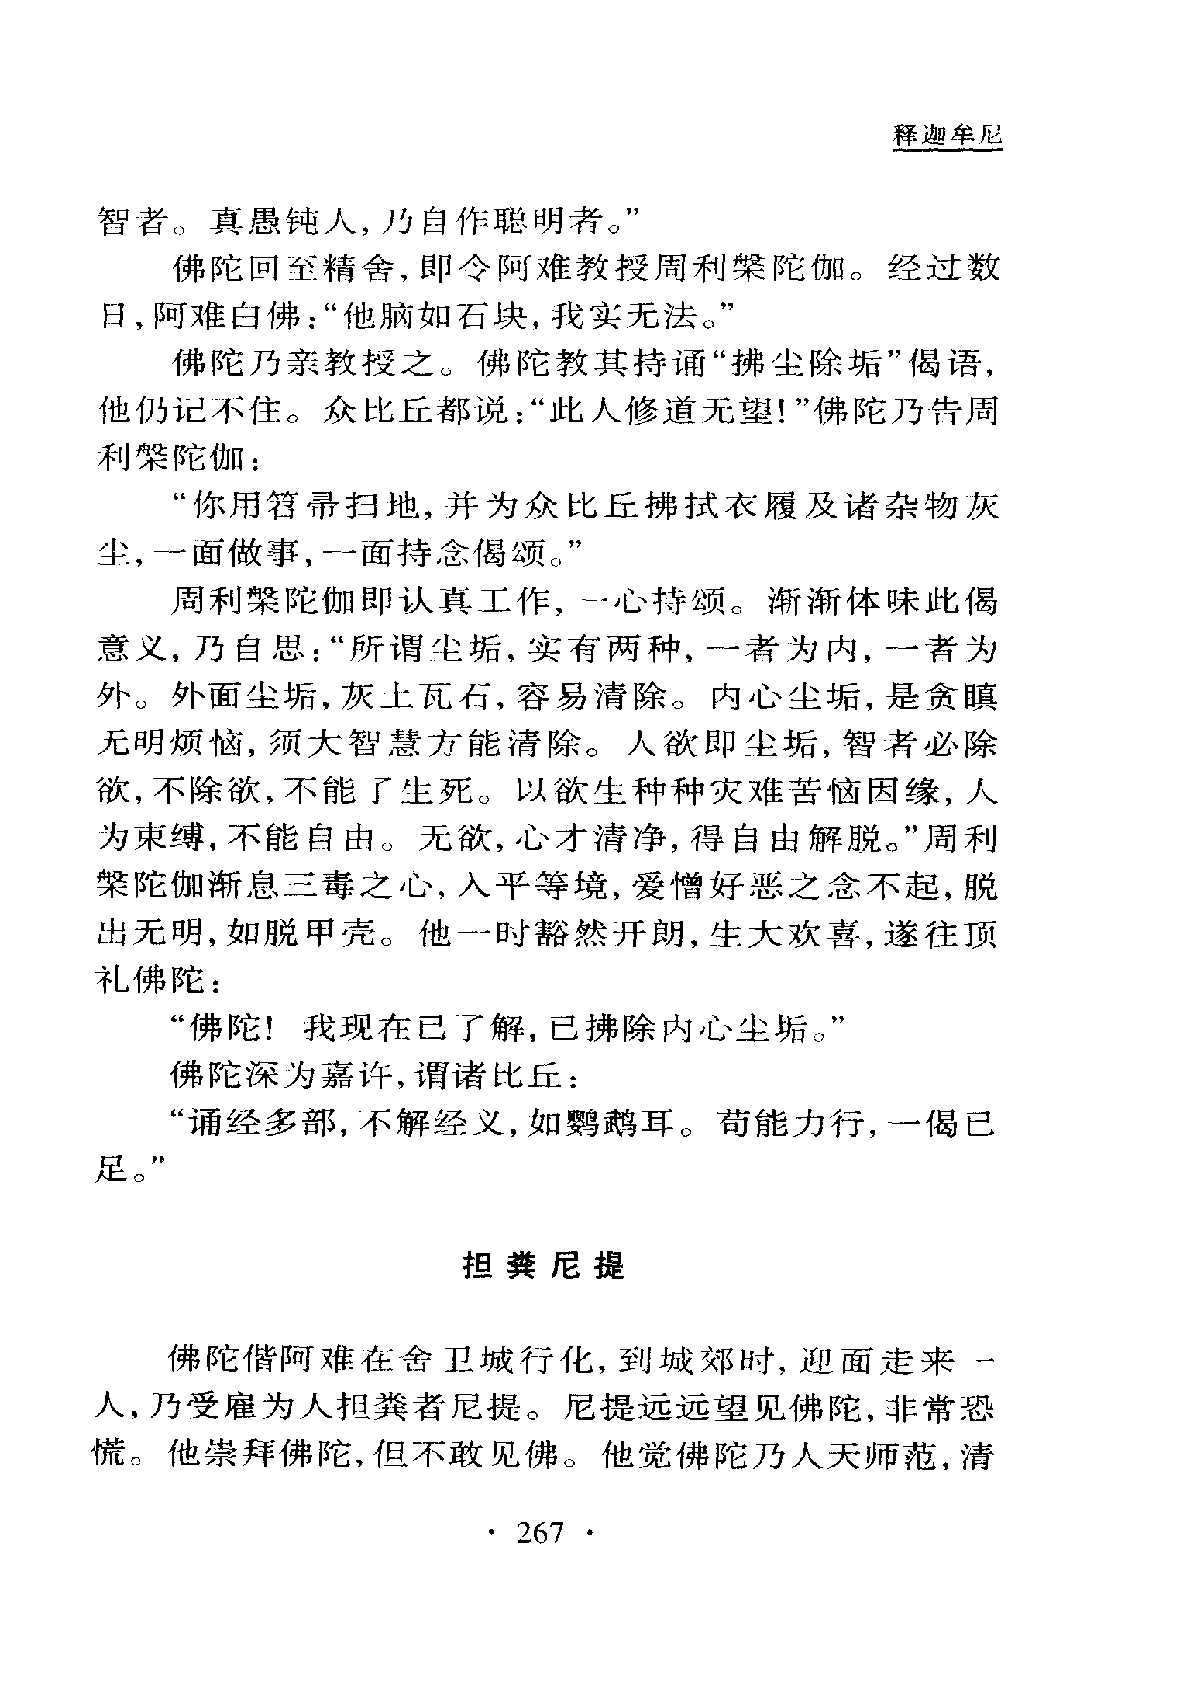 释迦牟尼
智者。真愚钝人，乃自作聪明者。”
佛陀回至精舍，即令阿难教授周利槃陀伽。经过数
日，阿难白佛：“他脑如石块，我实无法。”
佛陀乃亲教授之。佛陀教其持诵“拂尘除垢”偈语，
他仍记不住。众比丘都说：“此人修道无望！”佛陀乃告周
利槃陀伽：
“你用笤帚扫地，并为众比丘拂拭衣履及诸杂物灰
尘，一面做事，一面持念偈颂。”
周利槃陀伽即认真工作，一心持颂。渐渐体味此偈
意义，乃自思：“所谓尘垢，实有两种，一者为内，一者为
外。外面尘垢，灰土瓦石，容易清除。内心尘垢，是贪瞋
无明烦恼，须大智慧方能清除。人欲即尘垢，智者必除
欲，不除欲，不能了生死。以欲生种种灾难苦恼因缘，人
为束缚，不能自由。无欲，心才清净，得自由解脱。”周利
槃陀伽渐息三毒之心，入平等境，爱憎好恶之念不起，脱
出无明，如脱甲壳。他一时豁然开朗，生大欢喜，遂往顶
礼佛陀：
“佛陀！我现在已了解，已拂除内心尘垢。”
佛陀深为嘉许，谓诸比丘：
“诵经多部，不解经义，如鹦鹉耳。苟能力行，一偈已
足。”
担粪尼提
佛陀偕阿难在舍卫城行化，到城郊时，迎面走来一
人，乃受雇为人担粪者尼提。尼提远远望见佛陀，非常恐
慌。他崇拜佛陀，但不敢见佛。他觉佛陀乃人天师范，清
· 267 ·